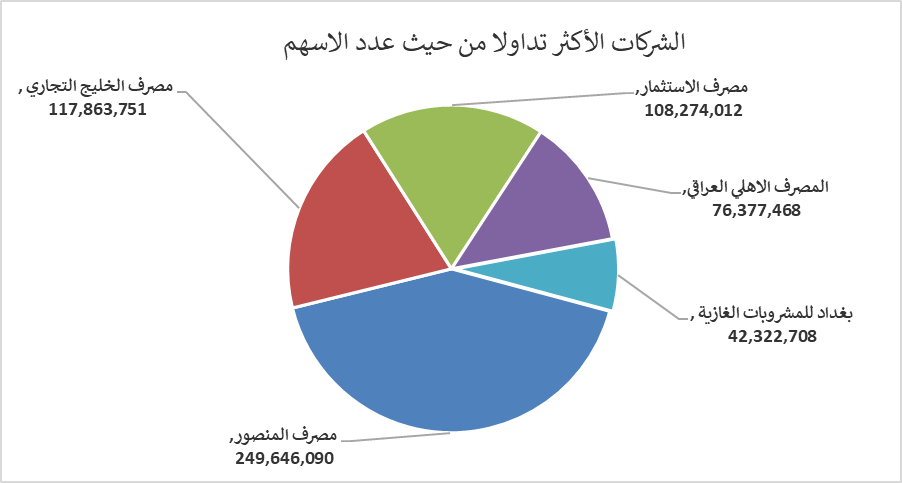 الشركات الأكثر تداولا من حيث عدد الاسهم
مصرف الاستثمار,
108,274,012
مصرف الخليج التجاري ,
117,863,751
المصرف الاهلي العراقي,
76,377,468
بغداد للمشروبات الغازية ,
42,322,708
مصرف المنصور,
249,646,090